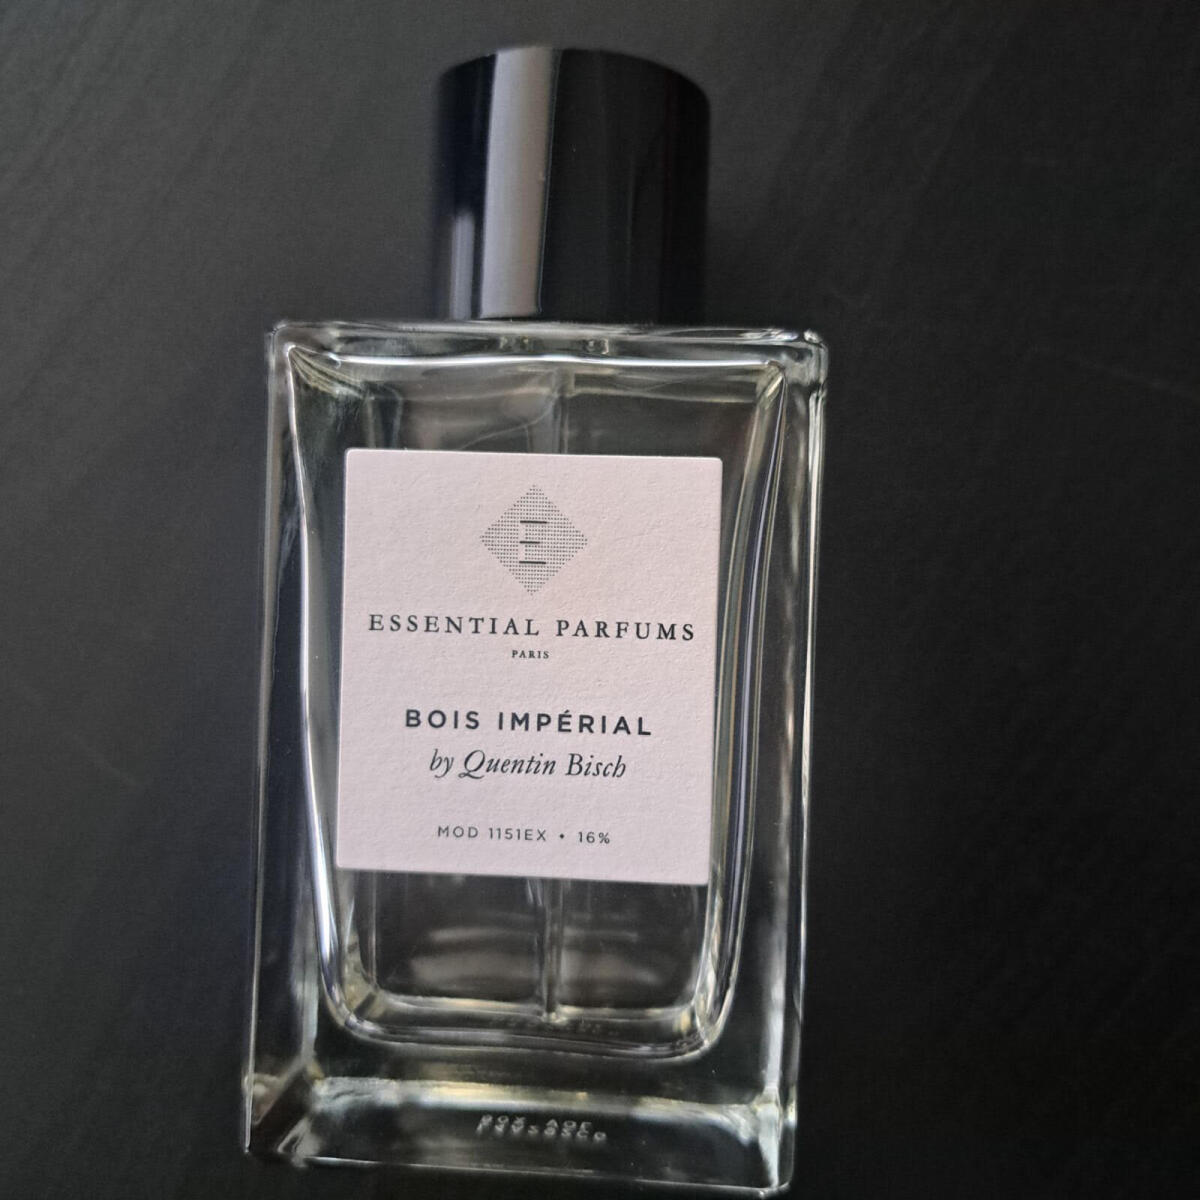 E
ESSENTIAL PARFUMS
PARIS
BOIS IMPÉRIAL
by Quentin Bisch
MOD 1151EX • 16%